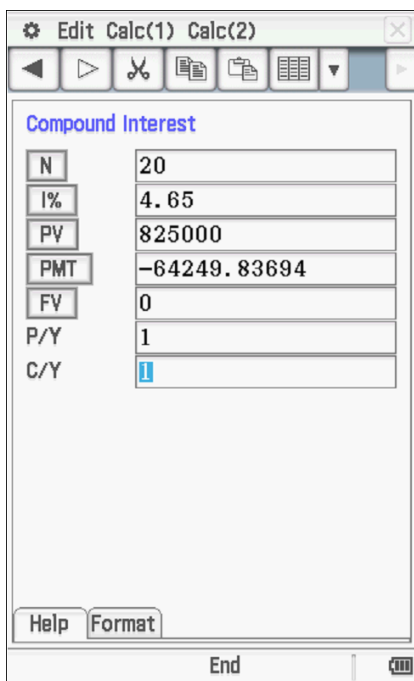 Edit Calc(1) Calc(2)
Compound Interest
N 20
I% 4.65
PV 825000
PMT -64249.83694
FV 0
P/Y 1
C/Y 1
Help Format
End